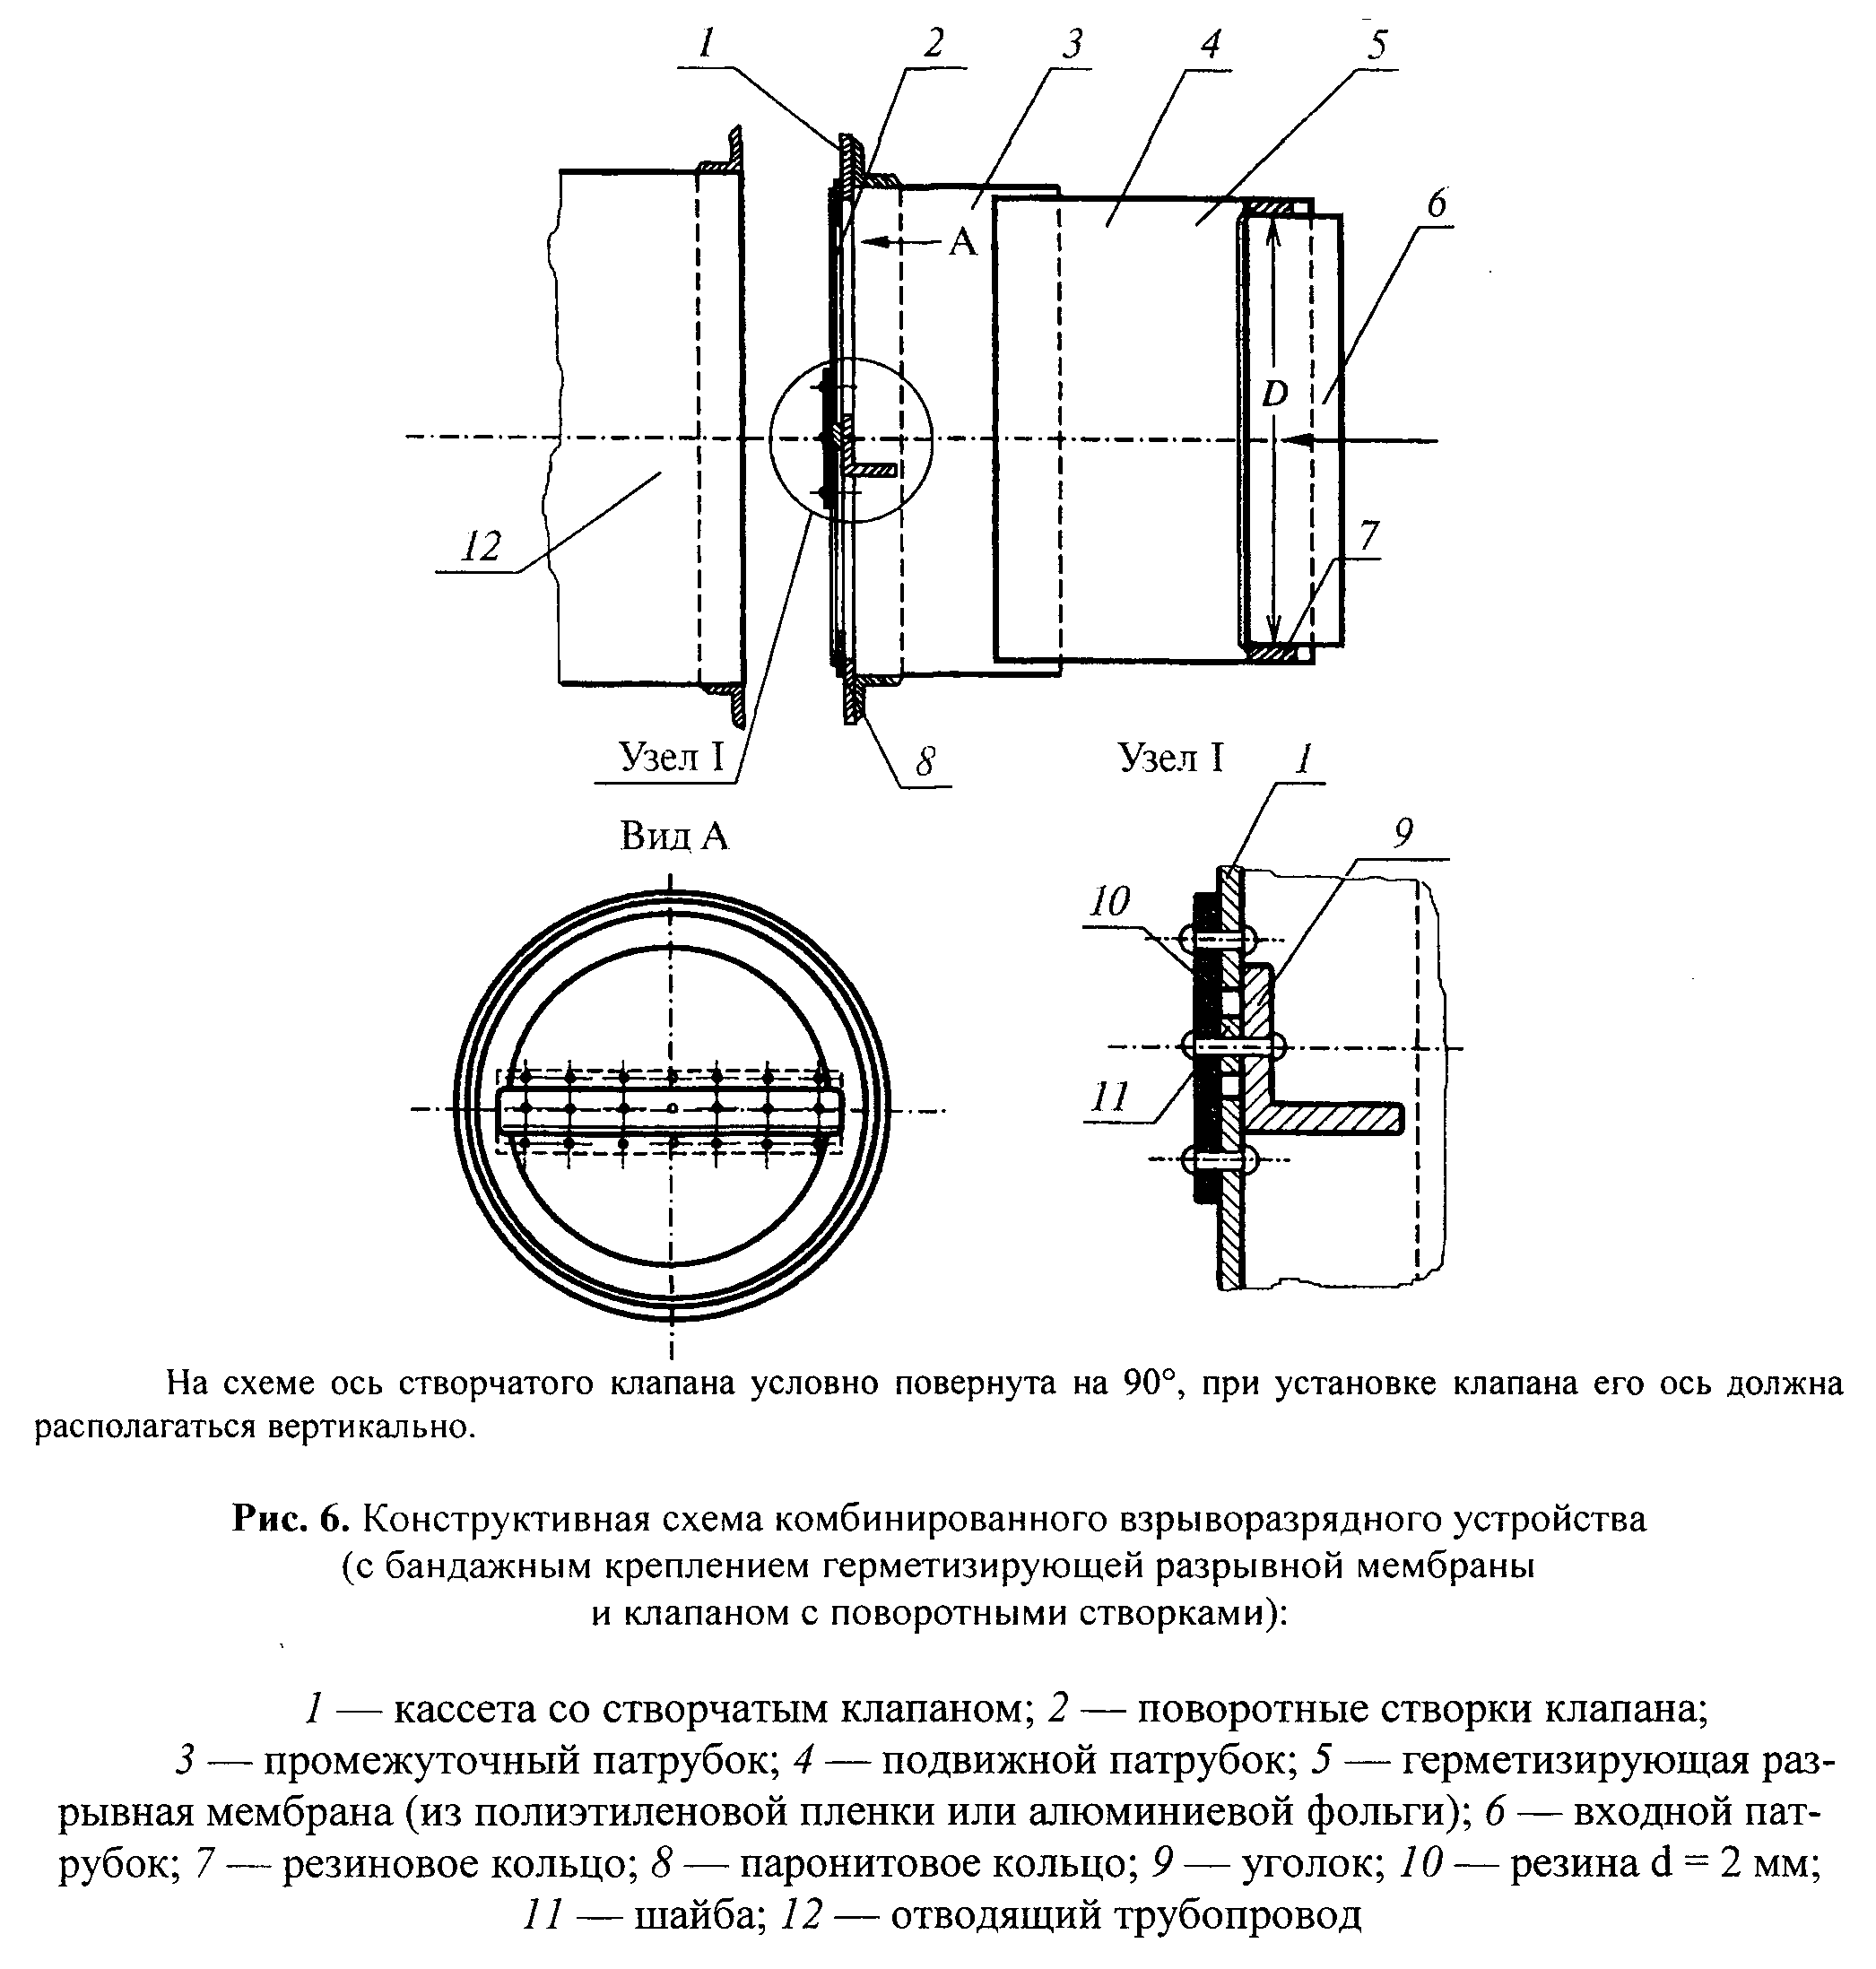 1 2 3 4 5
6
А
D
7
12
Узел I 8 Узел I 1
Вид А 9
10
11
На схеме ось створчатого клапана условно повернута на 90°, при установке клапана его ось должна
располагаться вертикально.
Рис. 6. Конструктивная схема комбинированного взрыворазрядного устройства
(с бандажным креплением герметизирующей разрывной мембраны
и клапаном с поворотными створками):
1 — кассета со створчатым клапаном; 2 — поворотные створки клапана;
3 — промежуточный патрубок; 4 — подвижной патрубок; 5 — герметизирующая раз-
рывная мембрана (из полиэтиленовой пленки или алюминиевой фольги); 6 — входной пат-
рубок; 7 — резиновое кольцо; 8 — паронитовое кольцо; 9 — уголок; 10 — резина d = 2 мм;
11 — шайба; 12 — отводящий трубопровод